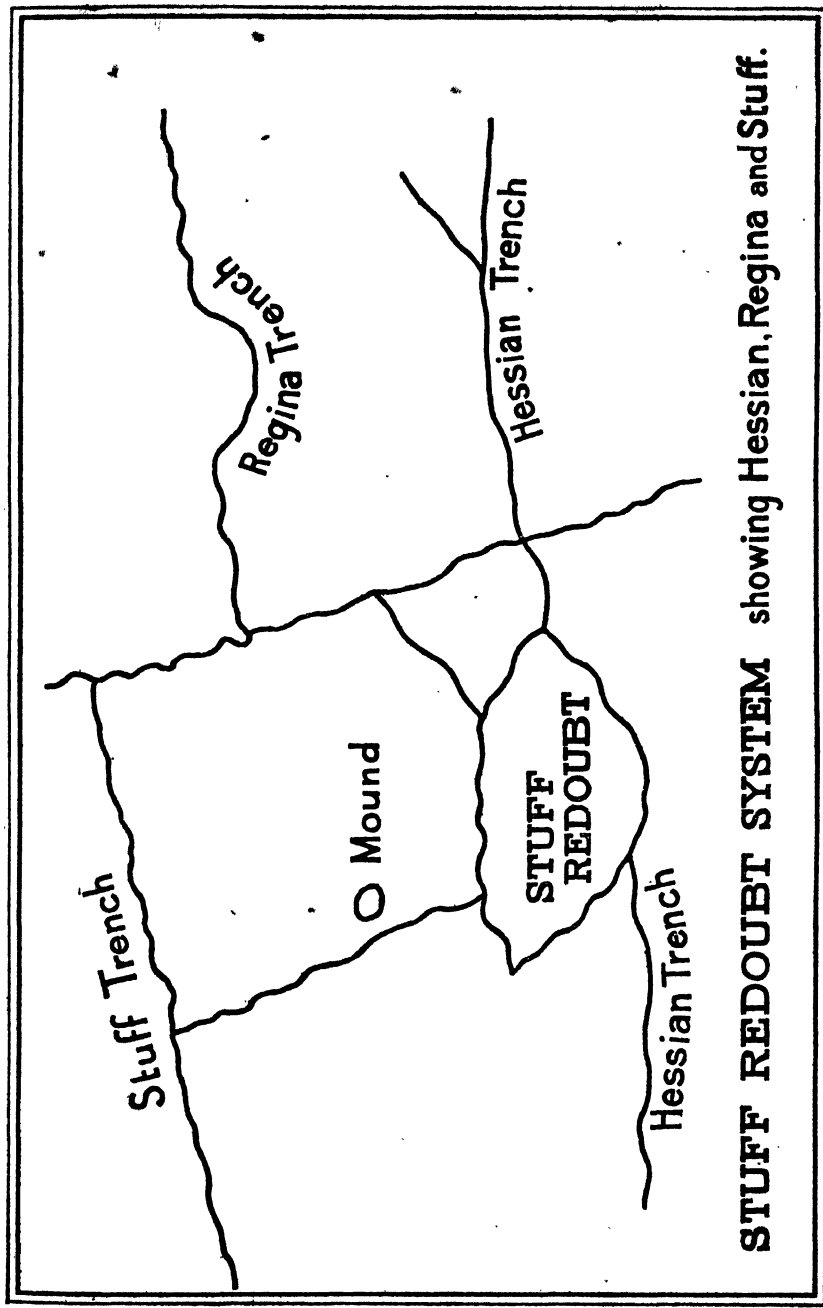 Stuff Trench
Regina Trench
Mound
Hessian Trench
STUFF
REDOUBT
Hessian Trench
STUFF REDOUBT SYSTEM showing Hessian, Regina and Stuff.